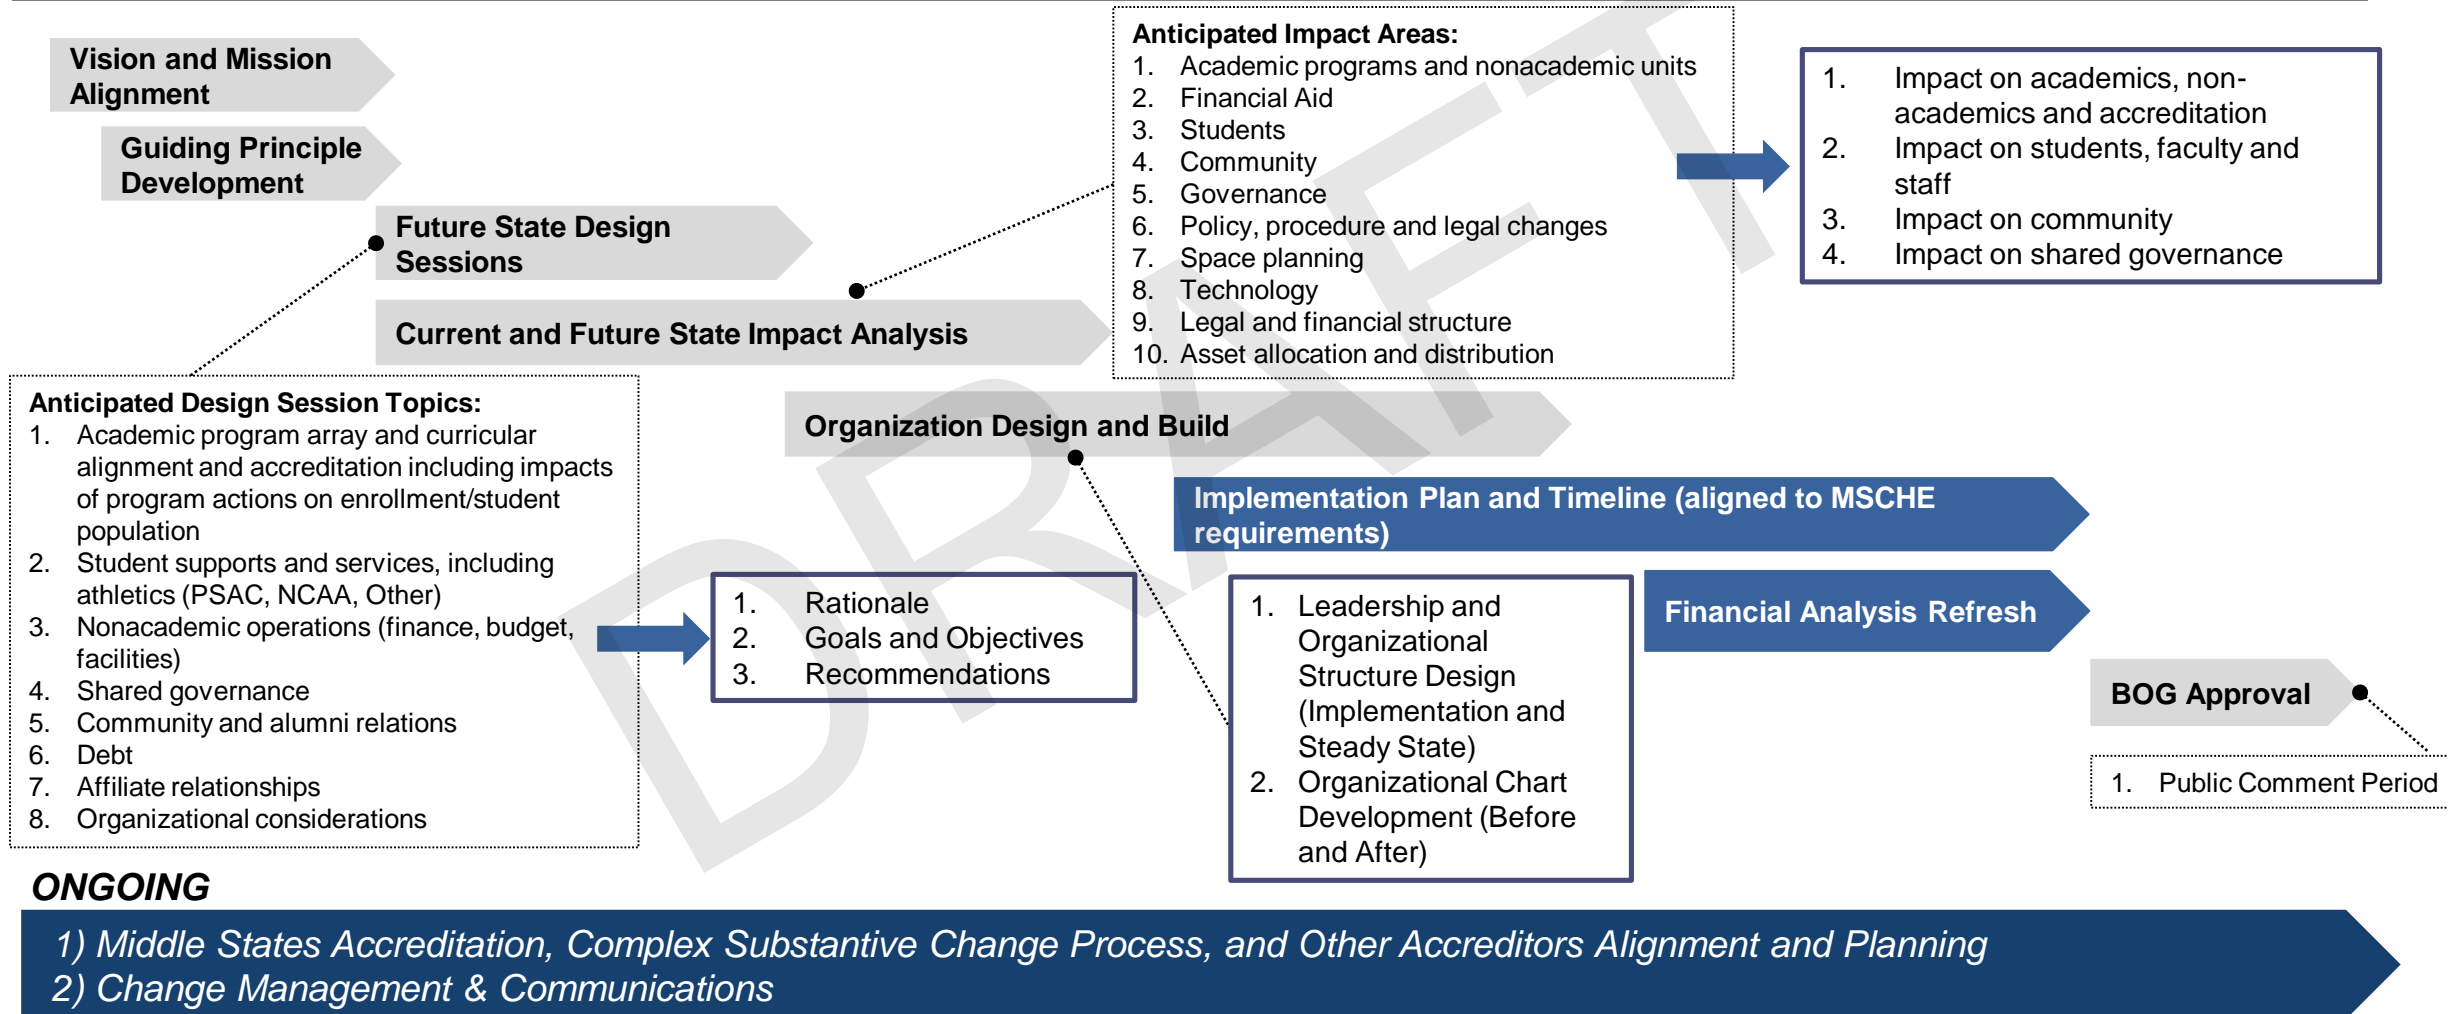 Vision and Mission
Alignment
Guiding Principle
Development
Future State Design
Sessions
Current and Future State Impact Analysis
Anticipated Impact Areas:
1. Academic programs and nonacademic units
2. Financial Aid
3. Students
4. Community
5. Governance
6. Policy, procedure and legal changes
7. Space planning
8. Technology
9. Legal and financial structure
10. Asset allocation and distribution
1. Impact on academics, non-
academics and accreditation
2. Impact on students, faculty and
staff
3. Impact on community
4. Impact on shared governance
Anticipated Design Session Topics:
1. Academic program array and curricular
alignment and accreditation including impacts
of program actions on enrollment/student
population
2. Student supports and services, including
athletics (PSAC, NCAA, Other)
3. Nonacademic operations (finance, budget,
facilities)
4. Shared governance
5. Community and alumni relations
6. Debt
7. Affiliate relationships
8. Organizational considerations
1. Rationale
2. Goals and Objectives
3. Recommendations
Organization Design and Build
Implementation Plan and Timeline (aligned to MSCHE
requirements)
1. Leadership and
Organizational
Structure Design
(Implementation and
Steady State)
2. Organizational Chart
Development (Before
and After)
Financial Analysis Refresh
BOG Approval
1. Public Comment Period
DRAFT
ONGOING
1) Middle States Accreditation, Complex Substantive Change Process, and Other Accreditors Alignment and Planning
2) Change Management & Communications